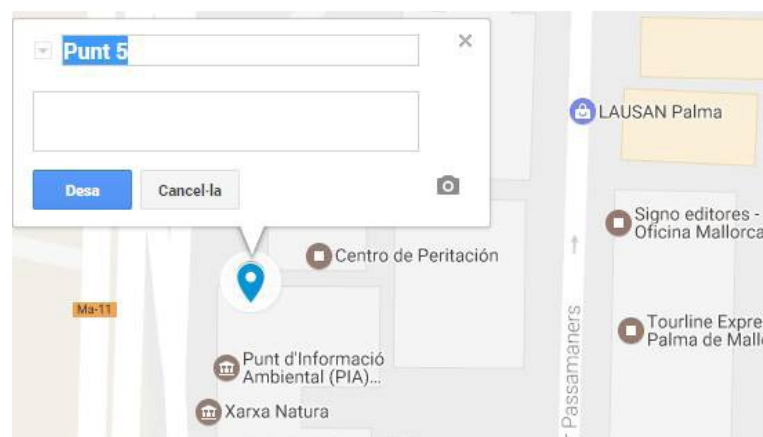 Punt 5
LAUSAN Palma
Desa
Cancel·la
Signo editores -
Oficina Mallorca
Centro de Peritación
Ma-11
Tourline Expre
Palma de Mall
Punt d'Informació
Ambiental (PIA)...
Passamaners
Xarxa Natura